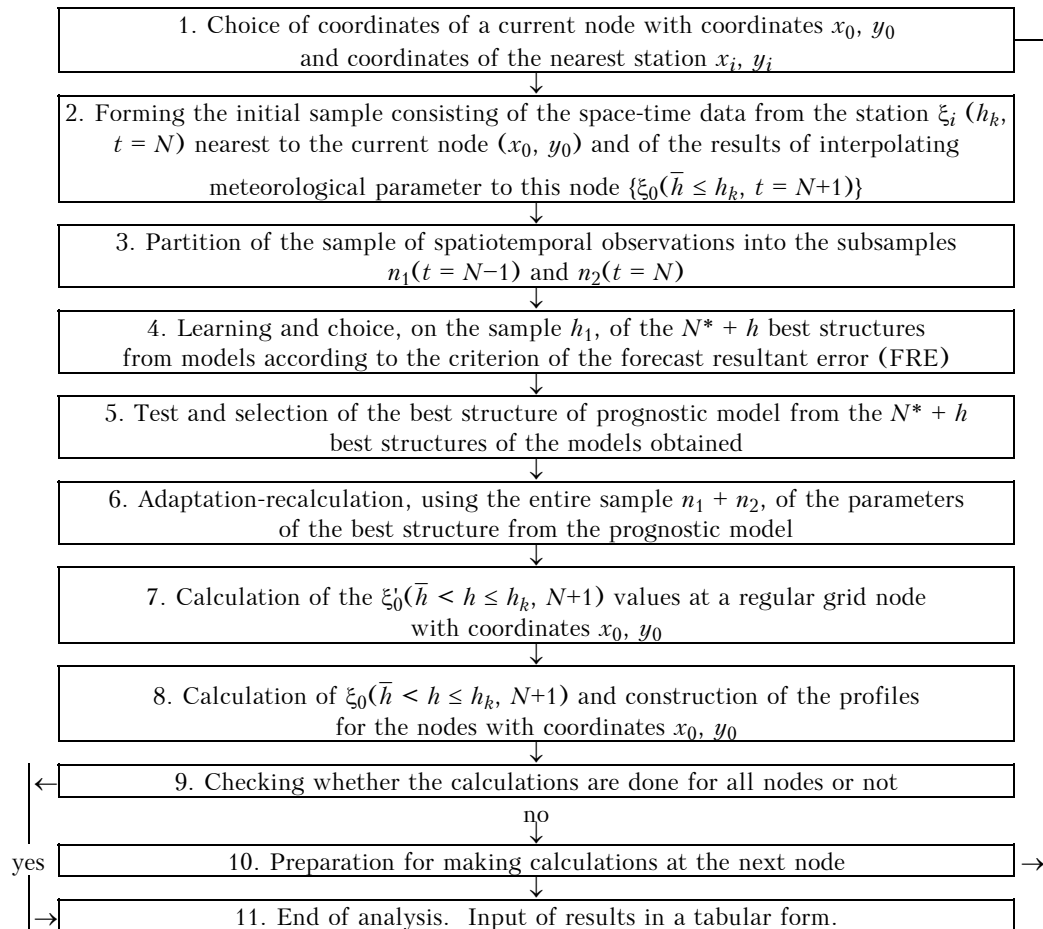 1. Choice of coordinates of a current node with coordinates x₀, y₀
and coordinates of the nearest station xᵢ, yᵢ
↓
2. Forming the initial sample consisting of the space-time data from the station ξᵢ (hₖ,
t = N) nearest to the current node (x₀, y₀) and of the results of interpolating
meteorological parameter to this node {ξ₀(h̅ ≤ hₖ, t = N+1)}
↓
3. Partition of the sample of spatiotemporal observations into the subsamples
n₁(t = N−1) and n₂(t = N)
↓
4. Learning and choice, on the sample h₁, of the N* + h best structures
from models according to the criterion of the forecast resultant error (FRE)
↓
5. Test and selection of the best structure of prognostic model from the N* + h
best structures of the models obtained
↓
6. Adaptation-recalculation, using the entire sample n₁ + n₂, of the parameters
of the best structure from the prognostic model
↓
7. Calculation of the ξ′₀(h̅ < h ≤ hₖ, N+1) values at a regular grid node
with coordinates x₀, y₀
↓
8. Calculation of ξ₀(h̅ < h ≤ hₖ, N+1) and construction of the profiles
for the nodes with coordinates x₀, y₀
↓
← 9. Checking whether the calculations are done for all nodes or not
no
↓
yes 10. Preparation for making calculations at the next node →
↓
→ 11. End of analysis. Input of results in a tabular form.